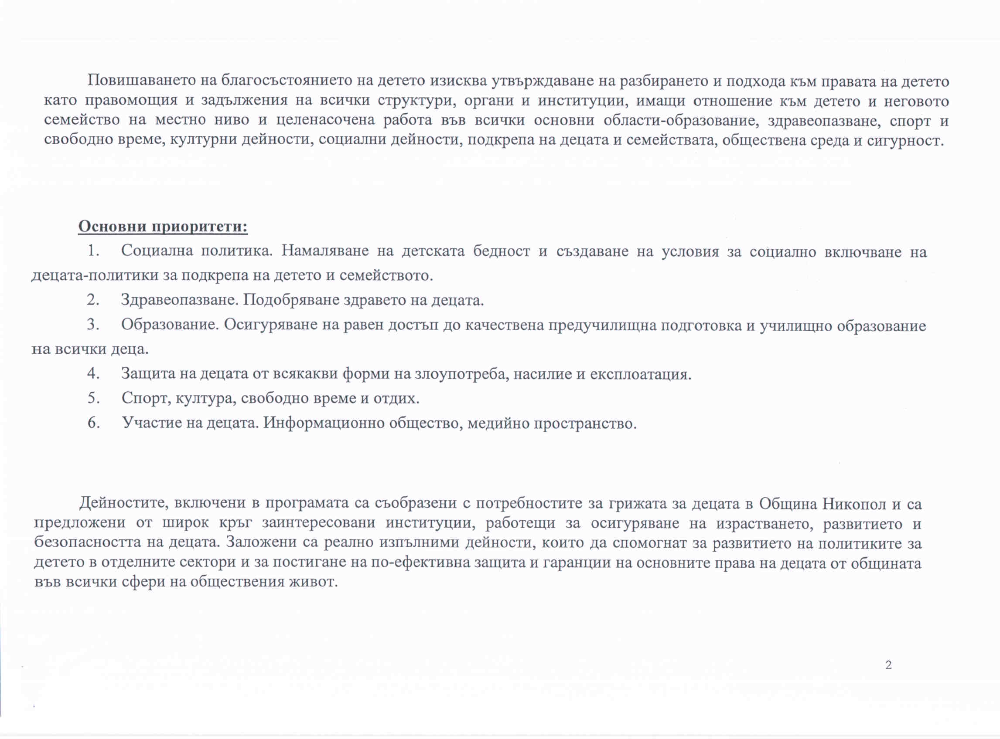 Повишаването на благосъстоянието на детето изисква утвърждаване на разбирането и подхода към правата на детето
като правомощия и задължения на всички структури, органи и институции, имащи отношение към детето и неговото
семейство на местно ниво и целенасочена работа във всички основни области-образование, здравеопазване, спорт и
свободно време, културни дейности, социални дейности, подкрепа на децата и семействата, обществена среда и сигурност.
Основни приоритети:
1. Социална политика. Намаляване на детската бедност и създаване на условия за социално включване на
децата-политики за подкрепа на детето и семейството.
2. Здравеопазване. Подобряване здравето на децата.
3. Образование. Осигуряване на равен достъп до качествена предучилищна подготовка и училищно образование
на всички деца.
4. Защита на децата от всякакви форми на злоупотреба, насилие и експлоатация.
5. Спорт, култура, свободно време и отдих.
6. Участие на децата. Информационно общество, медийно пространство.
Дейностите, включени в програмата са съобразени с потребностите за грижата за децата в Община Никопол и са
предложени от широк кръг заинтересовани институции, работещи за осигуряване на израстването, развитието и
безопасността на децата. Заложени са реално изпълними дейности, които да спомогнат за развитието на политиките за
детето в отделните сектори и за постигане на по-ефективна защита и гаранции на основните права на децата от общината
във всички сфери на обществения живот.
2